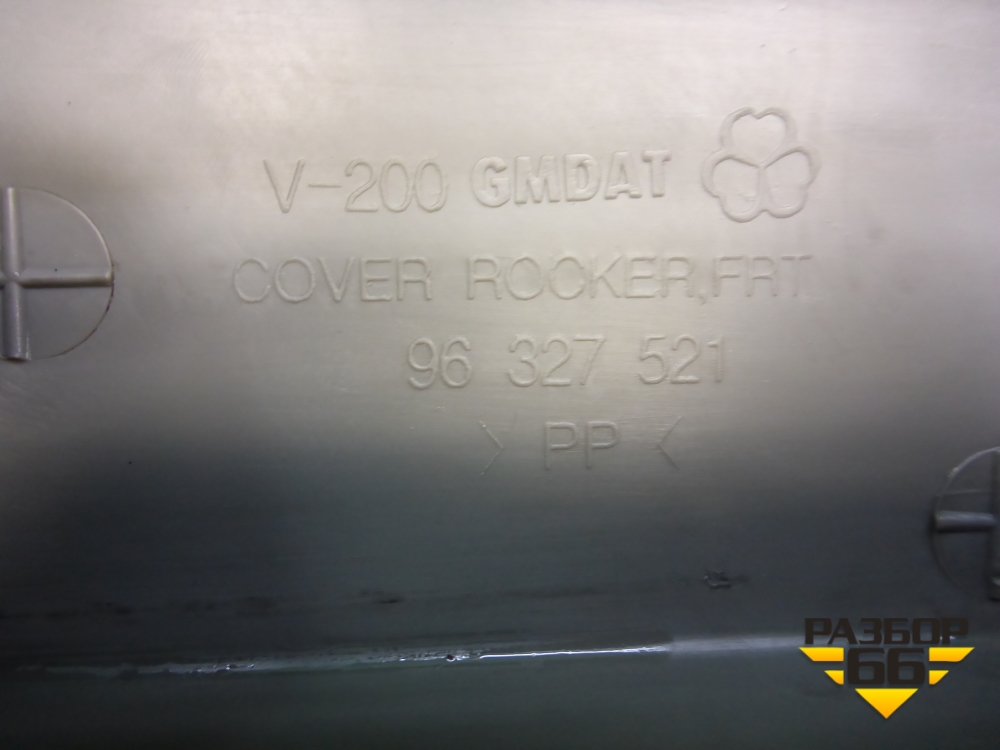 V-200 GMDAT
COVER ROCKER,FRT
96 327 521
> PP <
РАЗБОР
66